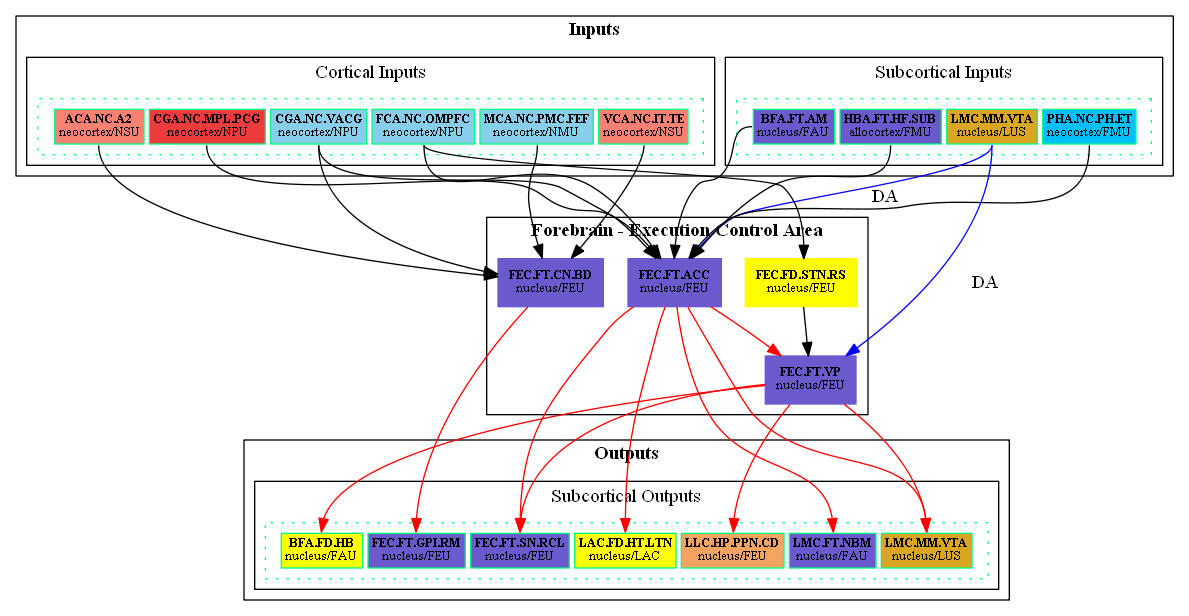 Inputs
Cortical Inputs
Subcortical Inputs
ACA.NC.A2
neocortex/NSU
CGA.NC.MPL.PCG
neocortex/NPU
CGA.NC.VACG
neocortex/NPU
FCA.NC.OMPFC
neocortex/NPU
MCA.NC.PMC.FEF
neocortex/NMU
VCA.NC.IT.TE
neocortex/NSU
BFA.FT.AM
nucleus/FAU
HBA.FT.HF.SUB
allocortex/FMU
LMC.MM.VTA
nucleus/LUS
PHA.NC.PH.ET
neocortex/FMU
DA
Forebrain - Execution Control Area
FEC.FT.CN.BD
nucleus/FEU
FEC.FT.ACC
nucleus/FEU
FEC.FD.STN.RS
nucleus/FEU
DA
FEC.FT.VP
nucleus/FEU
Outputs
Subcortical Outputs
BFA.FD.HB
nucleus/FAU
FEC.FT.GPI.RM
nucleus/FEU
FEC.FT.SN.RCL
nucleus/FEU
LAC.FD.HT.LTN
nucleus/LAC
LLC.HP.PPN.CD
nucleus/FEU
LMC.FT.NBM
nucleus/FAU
LMC.MM.VTA
nucleus/LUS